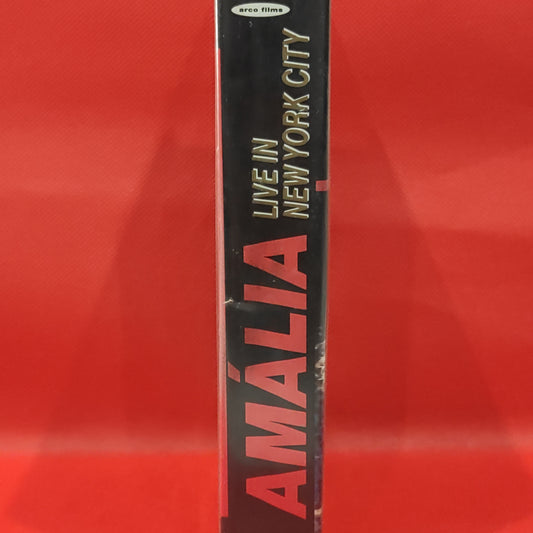 AMÁLIA
LIVE IN
NEW YORK CITY
arco films